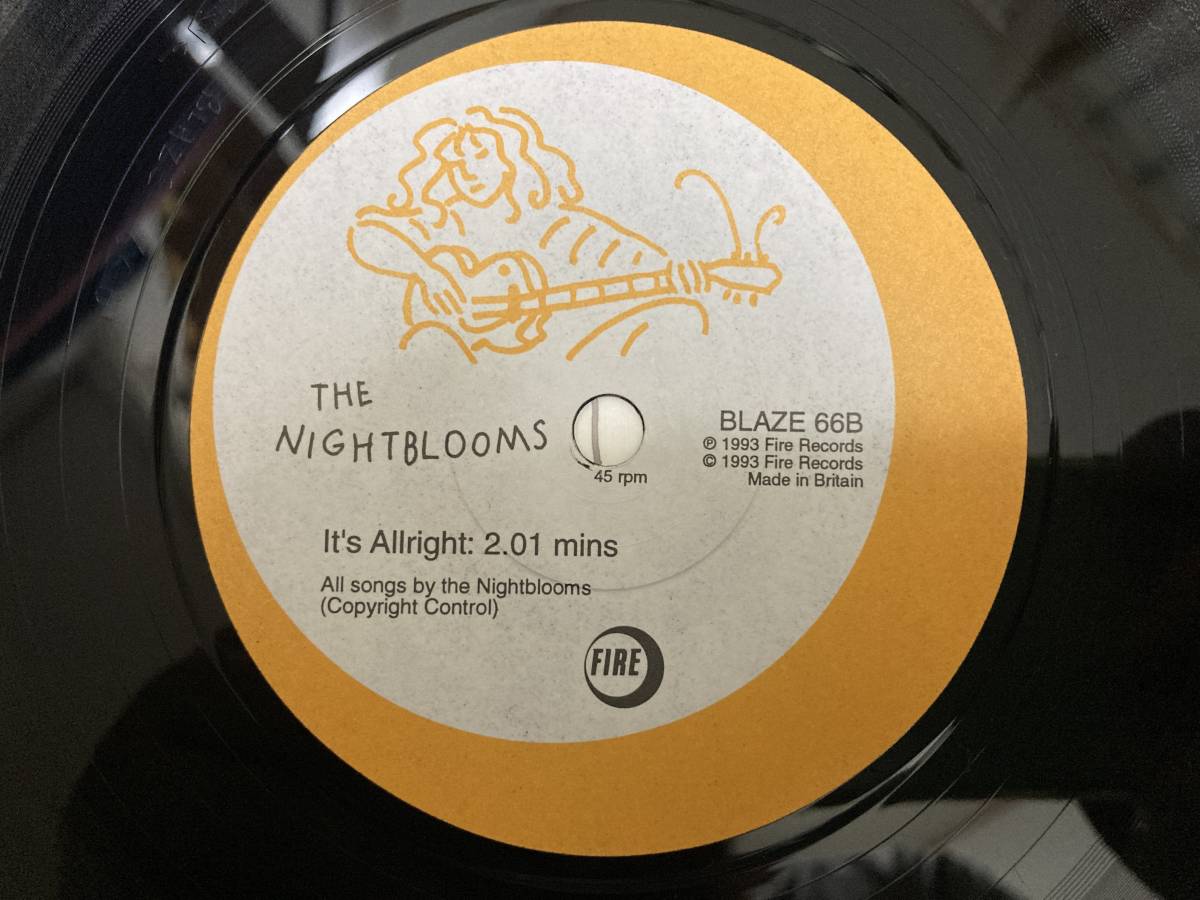 THE
NIGHTBLOOMS
BLAZE 66B
℗ 1993 Fire Records
© 1993 Fire Records
Made in Britain
45 rpm
It's Allright: 2.01 mins
All songs by the Nightblooms
(Copyright Control)
FIRE